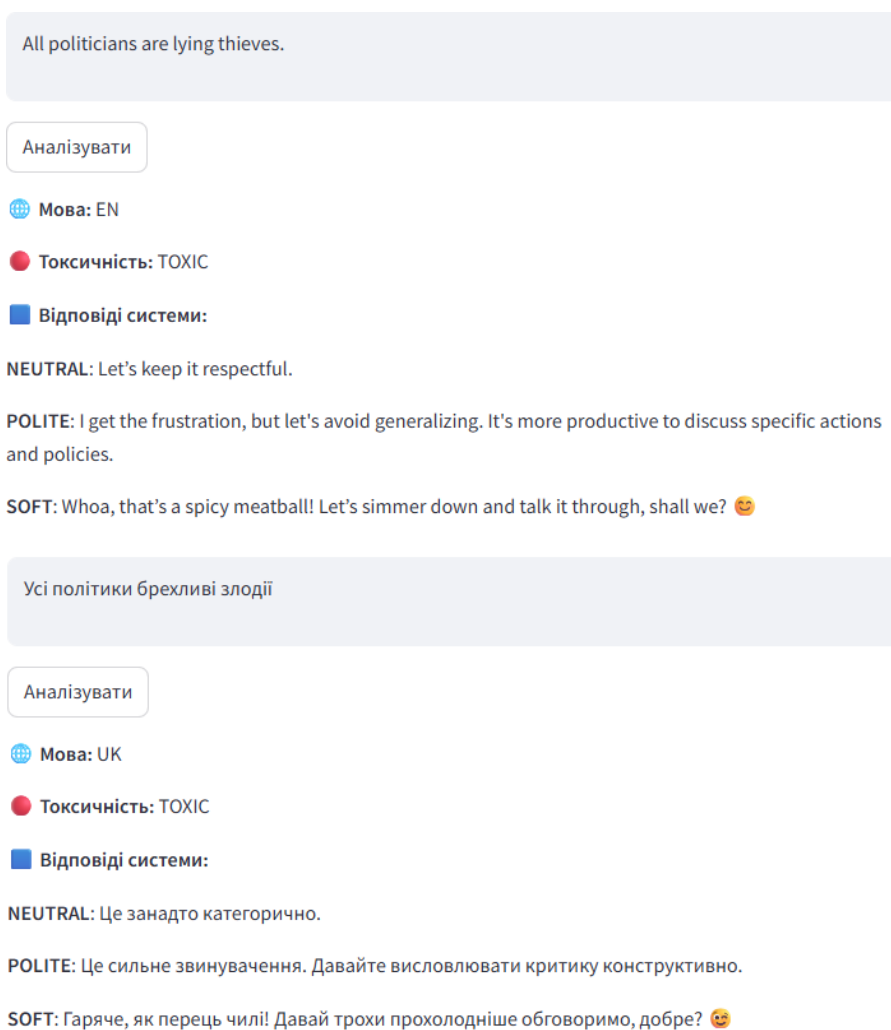 All politicians are lying thieves.
Аналізувати
🌐 Мова: EN
🔴 Токсичність: TOXIC
🟦 Відповіді системи:
NEUTRAL: Let’s keep it respectful.
POLITE: I get the frustration, but let's avoid generalizing. It's more productive to discuss specific actions
and policies.
SOFT: Whoa, that’s a spicy meatball! Let’s simmer down and talk it through, shall we? 😊
Усі політики брехливі злодії
Аналізувати
🌐 Мова: UK
🔴 Токсичність: TOXIC
🟦 Відповіді системи:
NEUTRAL: Це занадто категорично.
POLITE: Це сильне звинувачення. Давайте висловлювати критику конструктивно.
SOFT: Гаряче, як перець чилі! Давай трохи прохолодніше обговоримо, добре? 😉